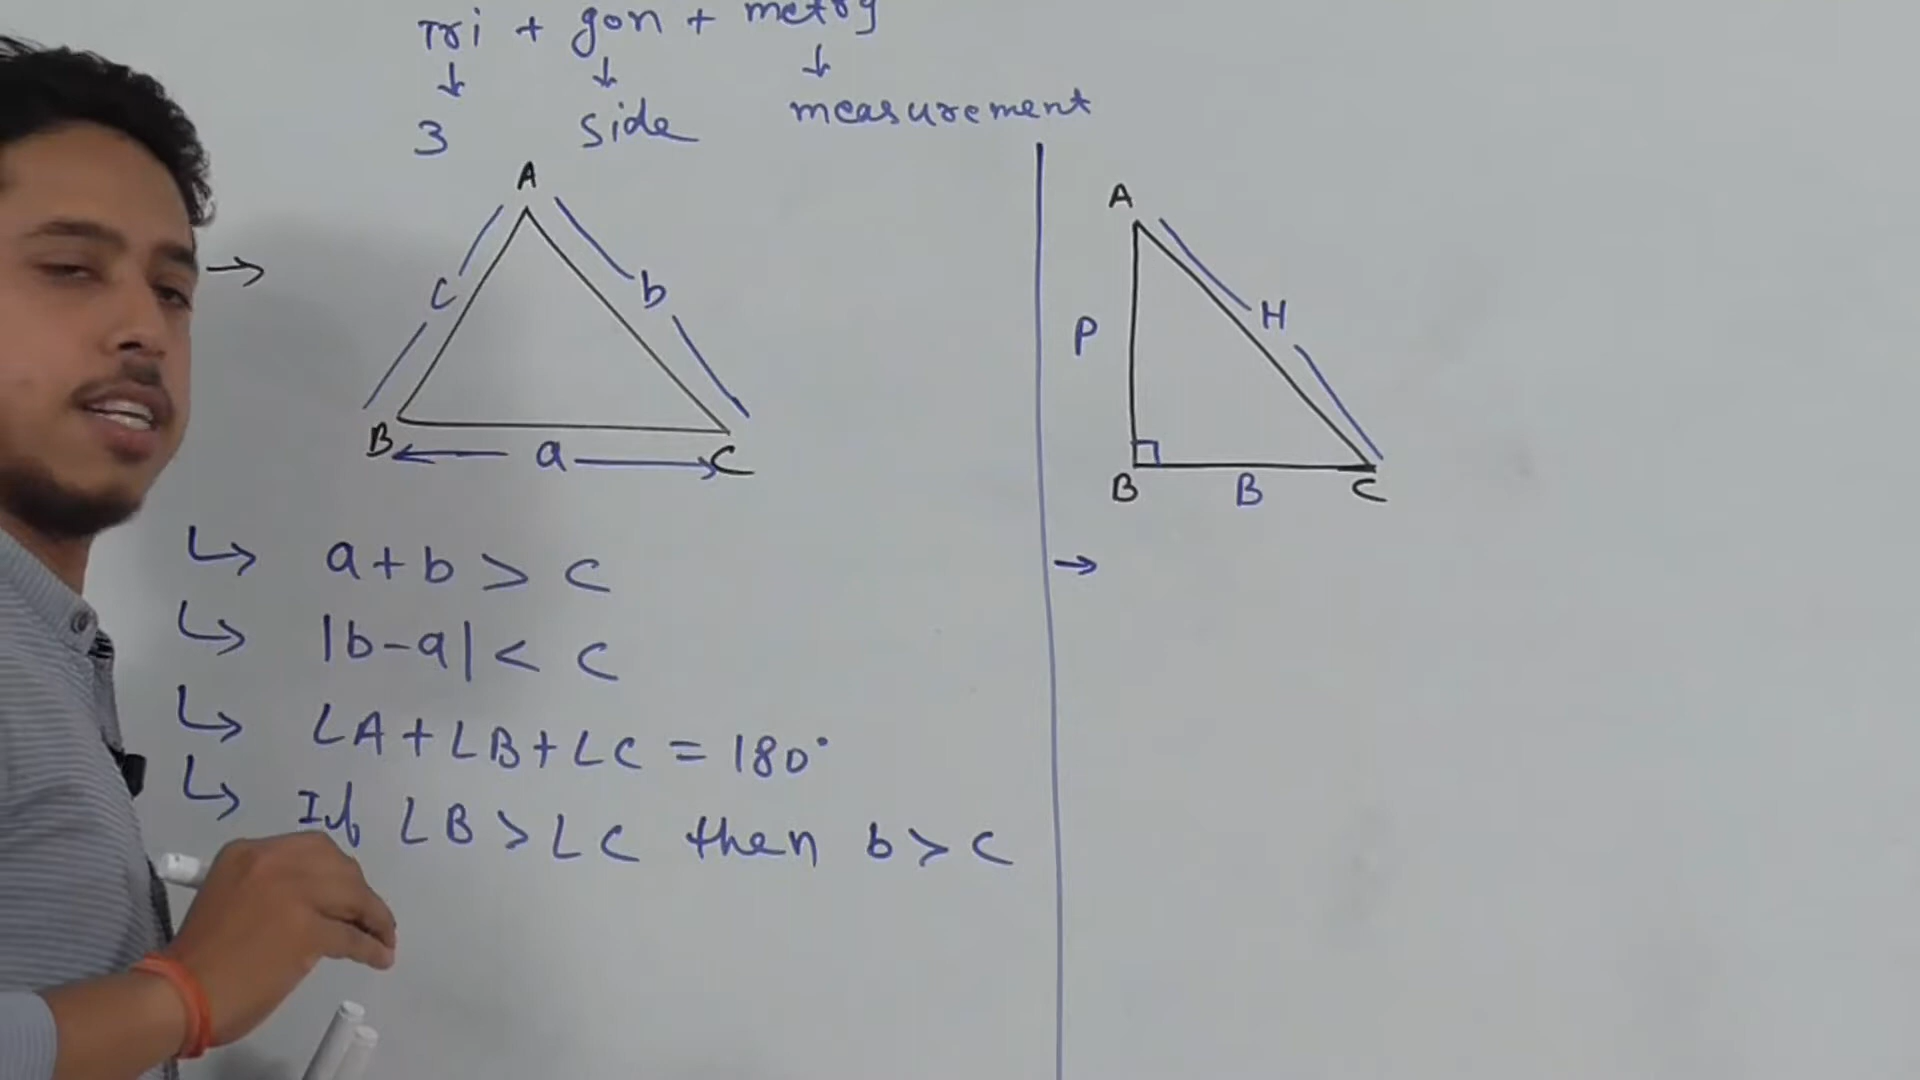 Tri + gon + metry
↓ ↓ ↓
3 side measurement
A
c b
B a C
↳ a + b > c
↳ |b-a| < c
↳ ∠A + ∠B + ∠C = 180°
↳ If ∠B > ∠C then b > c
A
P H
B B C
→